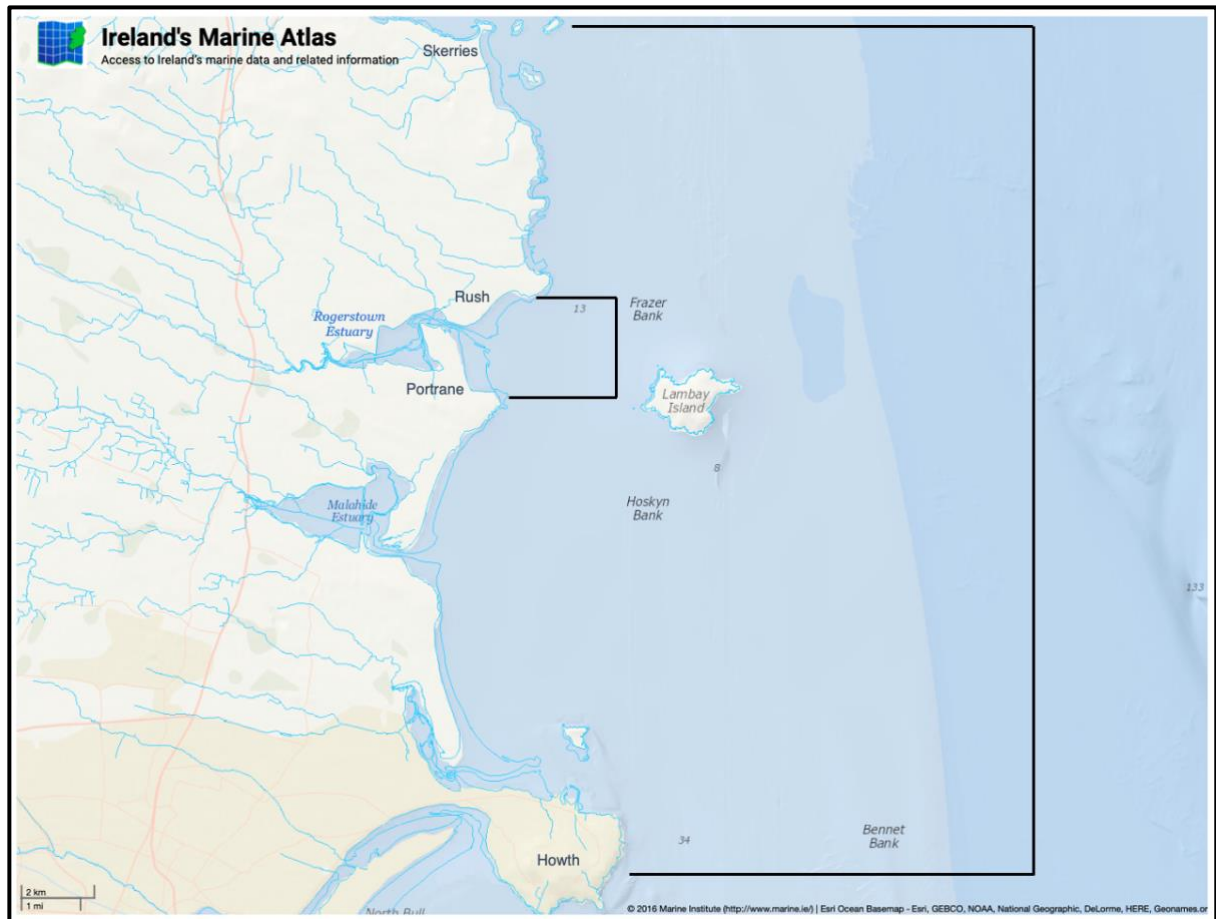 Ireland's Marine Atlas
Access to Ireland's marine data and related information
Skerries
Rush
13
Frazer
Bank
Rogerstown
Estuary
Portrane
Lambay
Island
8
Malahide
Estuary
Hoskyn
Bank
133
34
Bennet
Bank
Howth
2 km
1 mi
North Bull
© 2016 Marine Institute (http://www.marine.ie/) | Esri Ocean Basemap - Esri, GEBCO, NOAA, National Geographic, DeLorme, HERE, Geonames.or